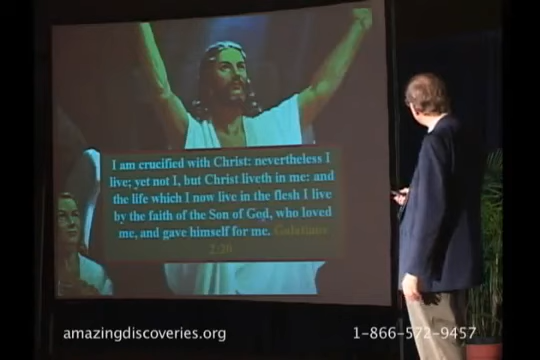 I am crucified with Christ: nevertheless I
live; yet not I, but Christ liveth in me: and
the life which I now live in the flesh I live
by the faith of the Son of God, who loved
me, and gave himself for me. Galatians
2:20
amazingdiscoveries.org
1-866-572-9457